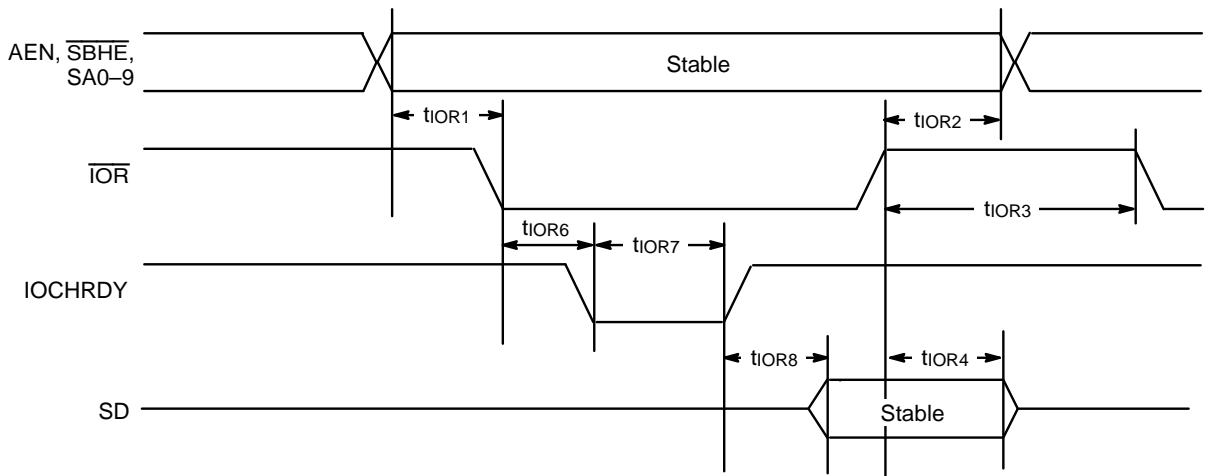 AEN, SBHE,
SA0–9
Stable
tIOR1
tIOR2
IOR
tIOR3
tIOR6
tIOR7
IOCHRDY
tIOR8
tIOR4
SD
Stable